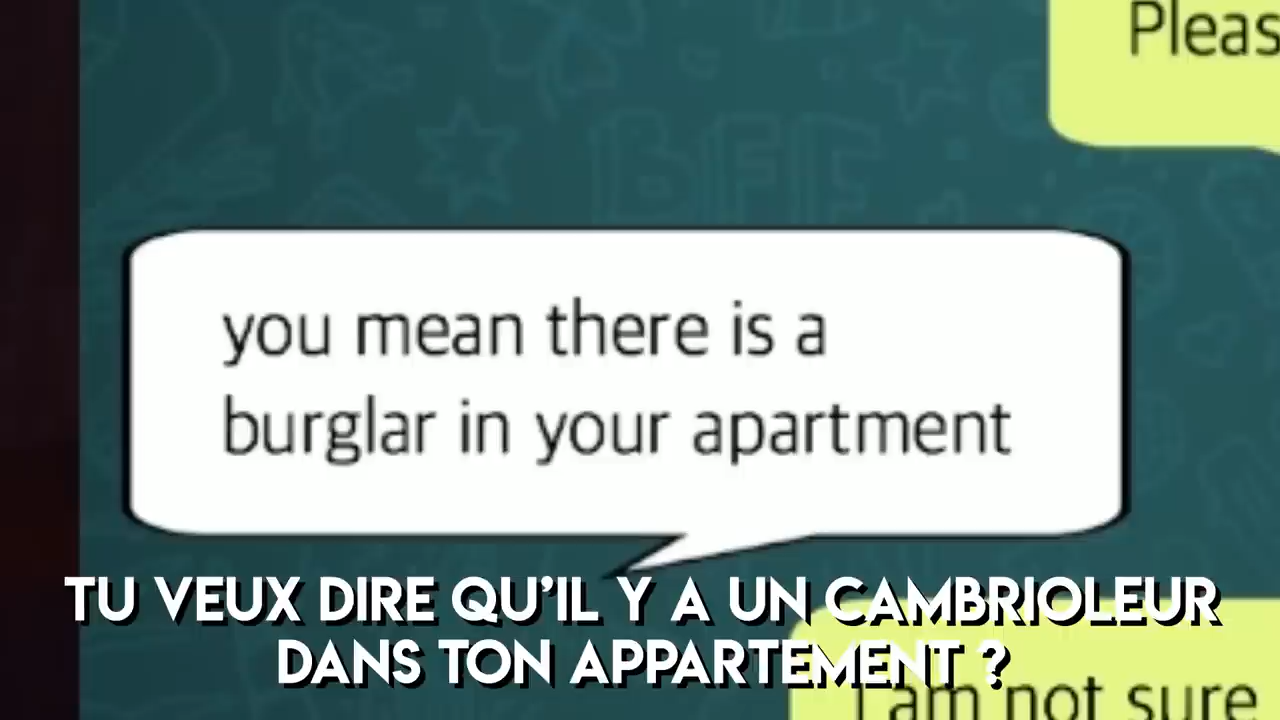 Pleas
you mean there is a
burglar in your apartment
TU VEUX DIRE QU'IL Y A UN CAMBRIOLEUR
DANS TON APPARTEMENT ?
I am not sure